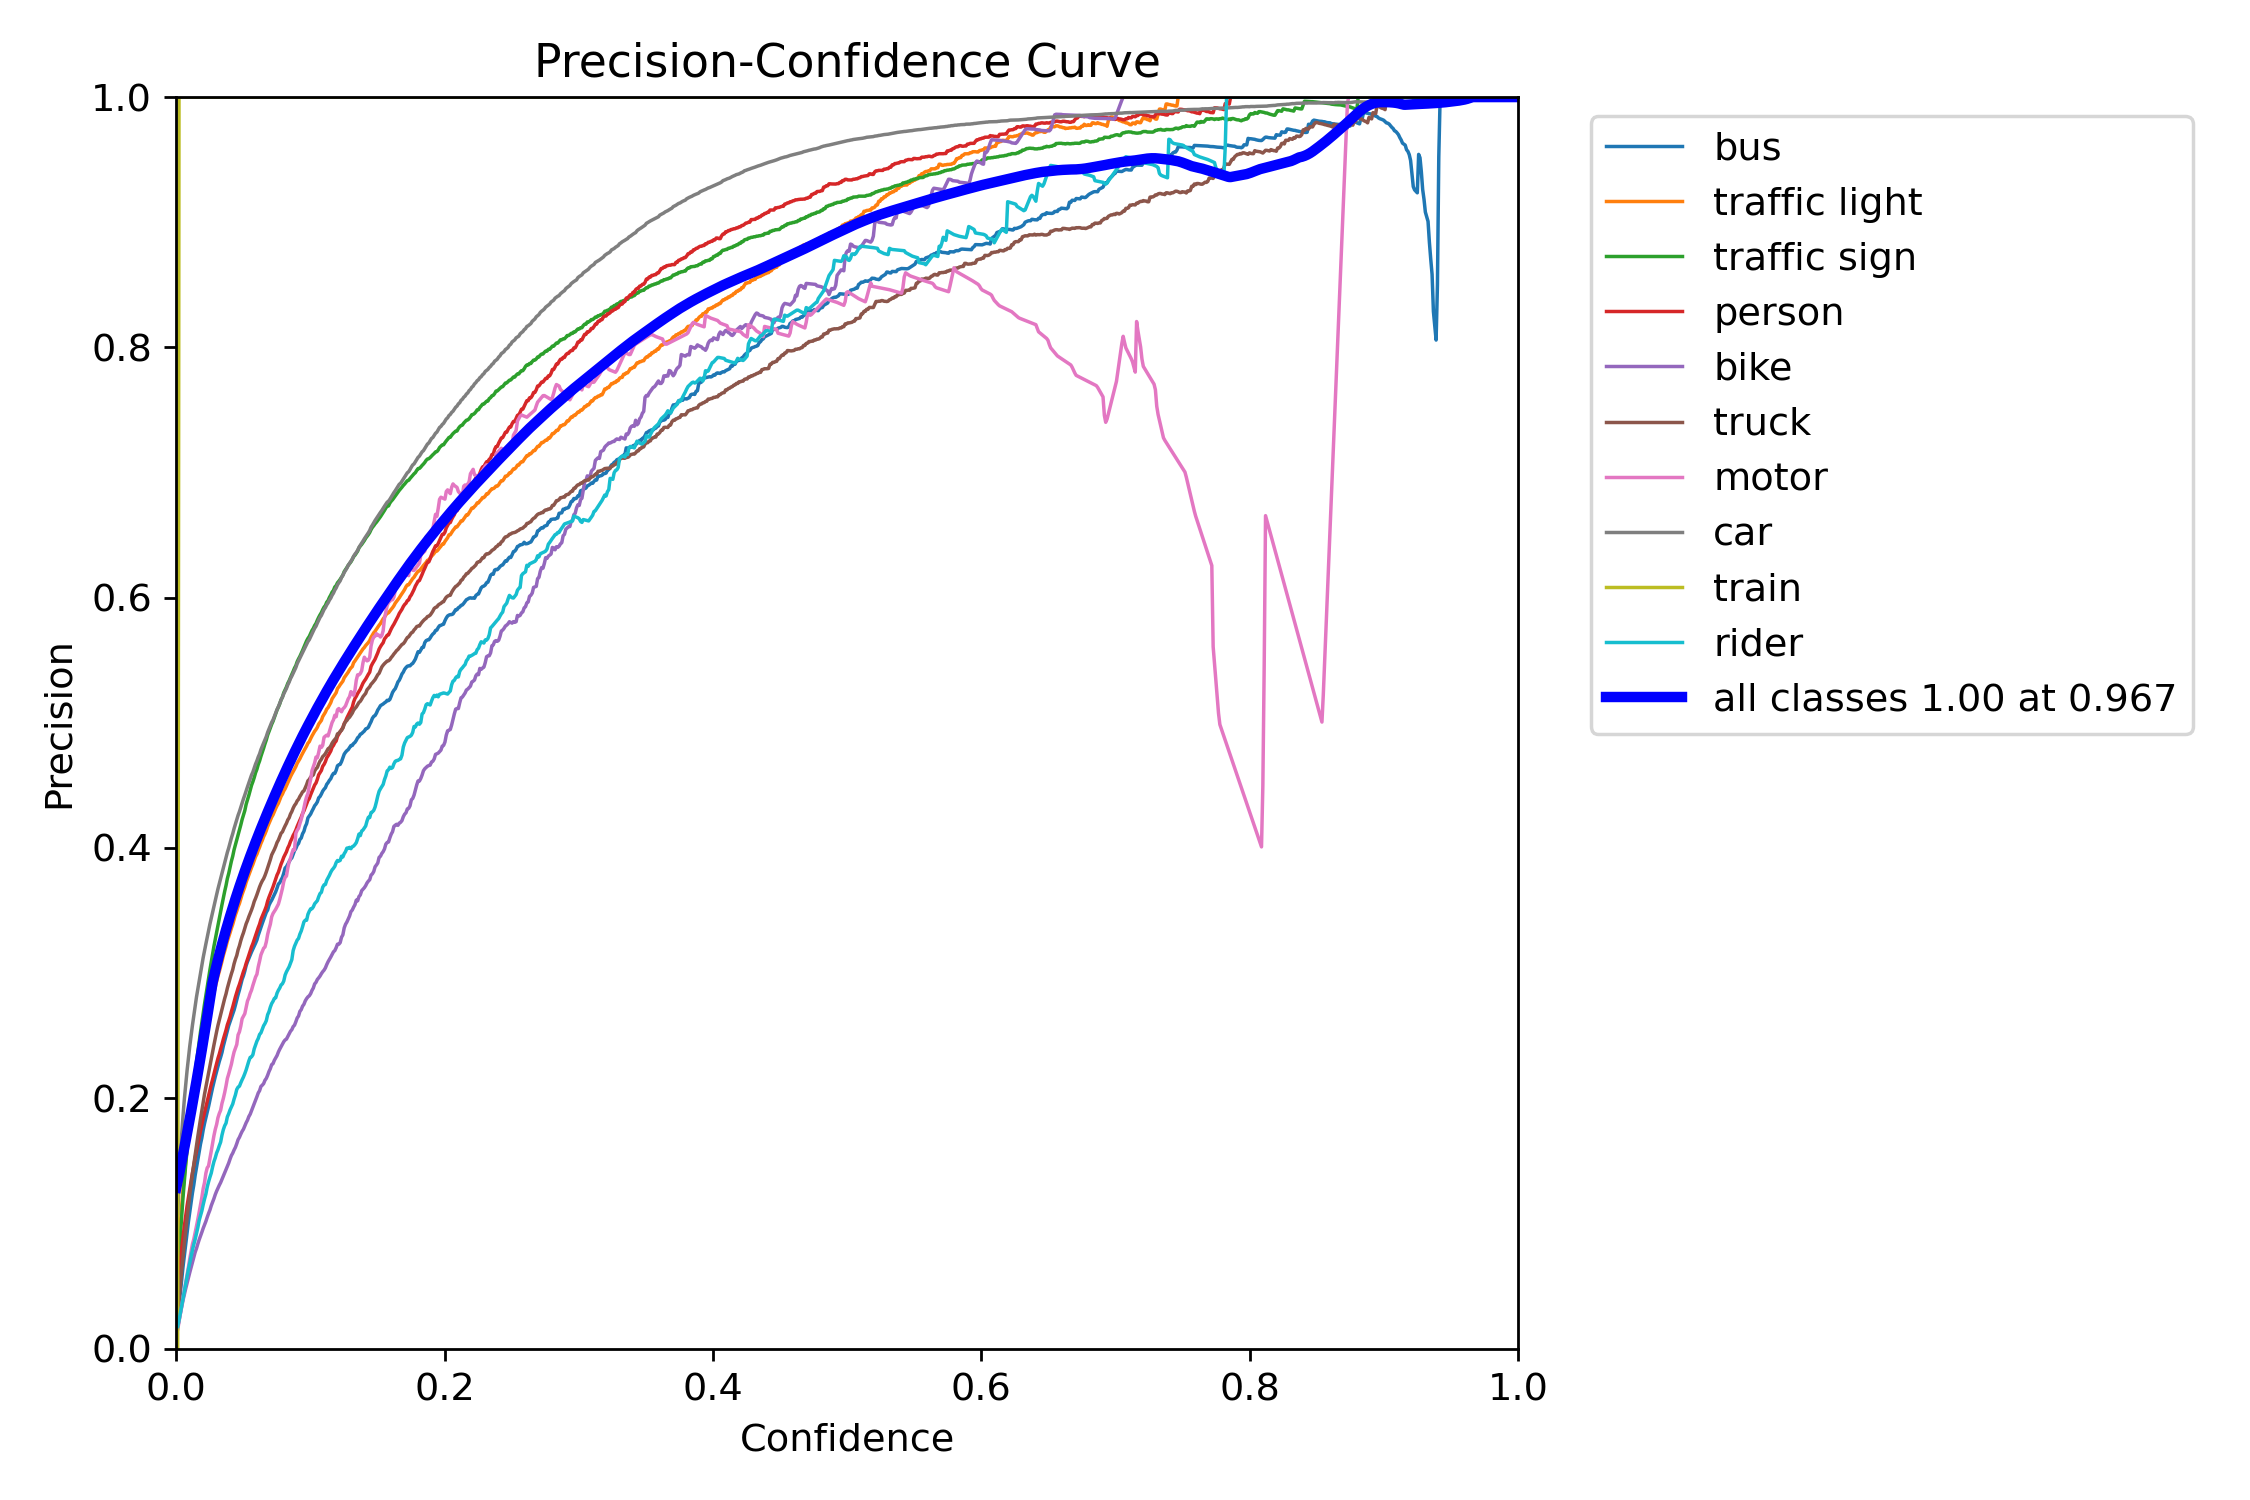 Precision-Confidence Curve
1.0
0.8
0.6
0.4
0.2
0.0
Precision
0.0 0.2 0.4 0.6 0.8 1.0
Confidence
bus
traffic light
traffic sign
person
bike
truck
motor
car
train
rider
all classes 1.00 at 0.967